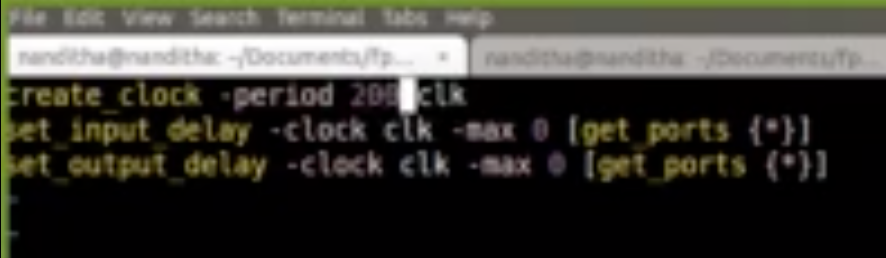 File Edit View Search Terminal Tabs Help
nanditha@nanditha: ~/Documents/fp... × nanditha@nanditha: ~/Documents/fp...
create_clock -period 200 clk
set_input_delay -clock clk -max 0 [get_ports {*}]
set_output_delay -clock clk -max 0 [get_ports {*}]
~
~